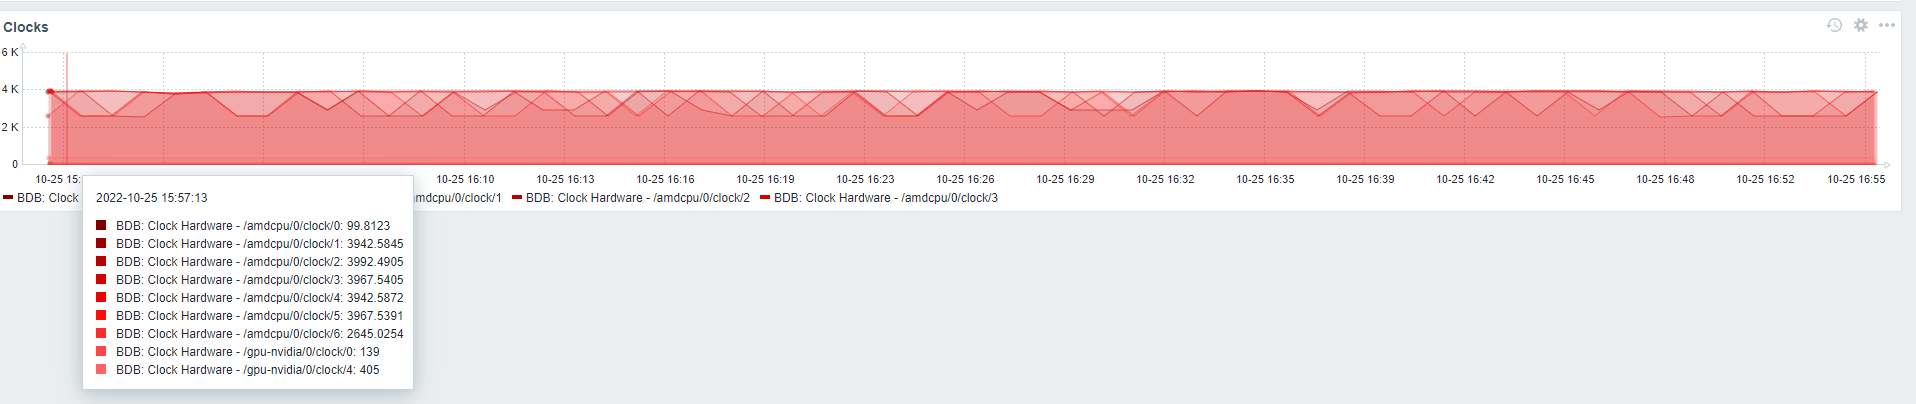 Clocks
6 K
4 K
2 K
0
10-25 15:
10-25 16:10
10-25 16:13
10-25 16:16
10-25 16:19
10-25 16:23
10-25 16:26
10-25 16:29
10-25 16:32
10-25 16:35
10-25 16:39
10-25 16:42
10-25 16:45
10-25 16:48
10-25 16:52
10-25 16:55
BDB: Clock
mdcpu/0/clock/1
BDB: Clock Hardware - /amdcpu/0/clock/2
BDB: Clock Hardware - /amdcpu/0/clock/3
2022-10-25 15:57:13
BDB: Clock Hardware - /amdcpu/0/clock/0: 99.8123
BDB: Clock Hardware - /amdcpu/0/clock/1: 3942.5845
BDB: Clock Hardware - /amdcpu/0/clock/2: 3992.4905
BDB: Clock Hardware - /amdcpu/0/clock/3: 3967.5405
BDB: Clock Hardware - /amdcpu/0/clock/4: 3942.5872
BDB: Clock Hardware - /amdcpu/0/clock/5: 3967.5391
BDB: Clock Hardware - /amdcpu/0/clock/6: 2645.0254
BDB: Clock Hardware - /gpu-nvidia/0/clock/0: 139
BDB: Clock Hardware - /gpu-nvidia/0/clock/4: 405